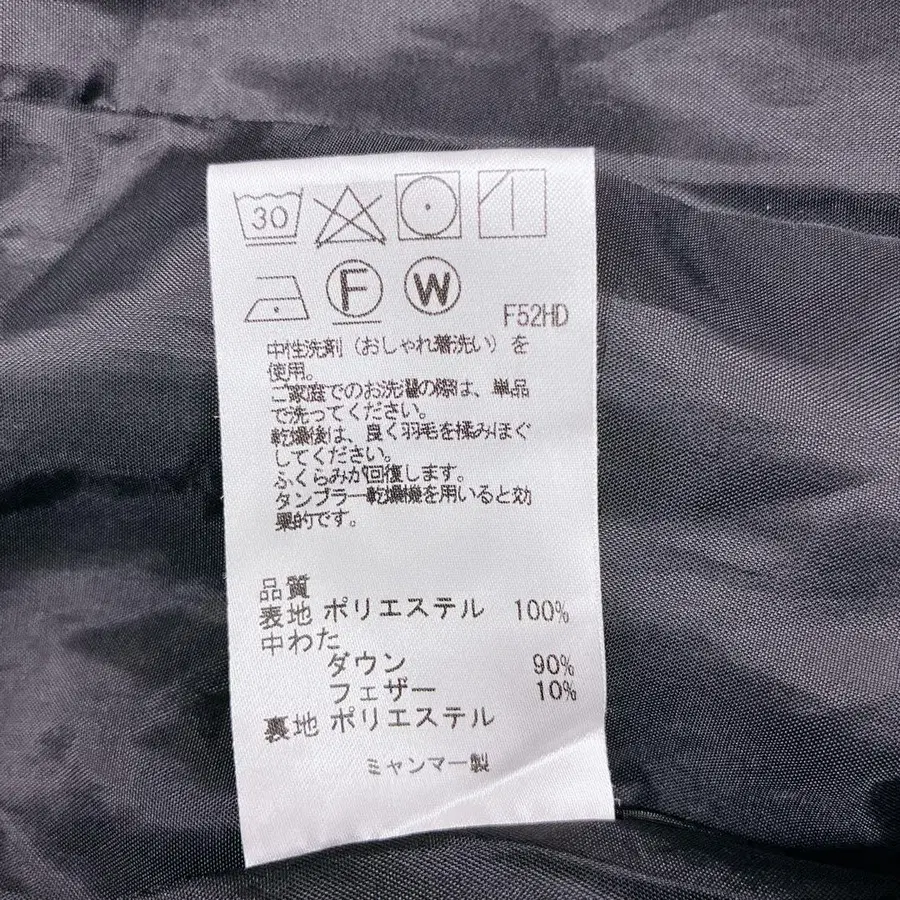 30
F W
F52HD
中性洗剤（おしゃれ着洗い）を
使用。
ご家庭でのお洗濯の際は、単品
で洗ってください。
乾燥後は、良く羽毛を揉みほぐ
してください。
ふくらみが回復します。
タンブラー乾燥機を用いると効
果的です。
品質
表地 ポリエステル 100%
中わた
ダウン 90%
フェザー 10%
裏地 ポリエステル
ミャンマー製